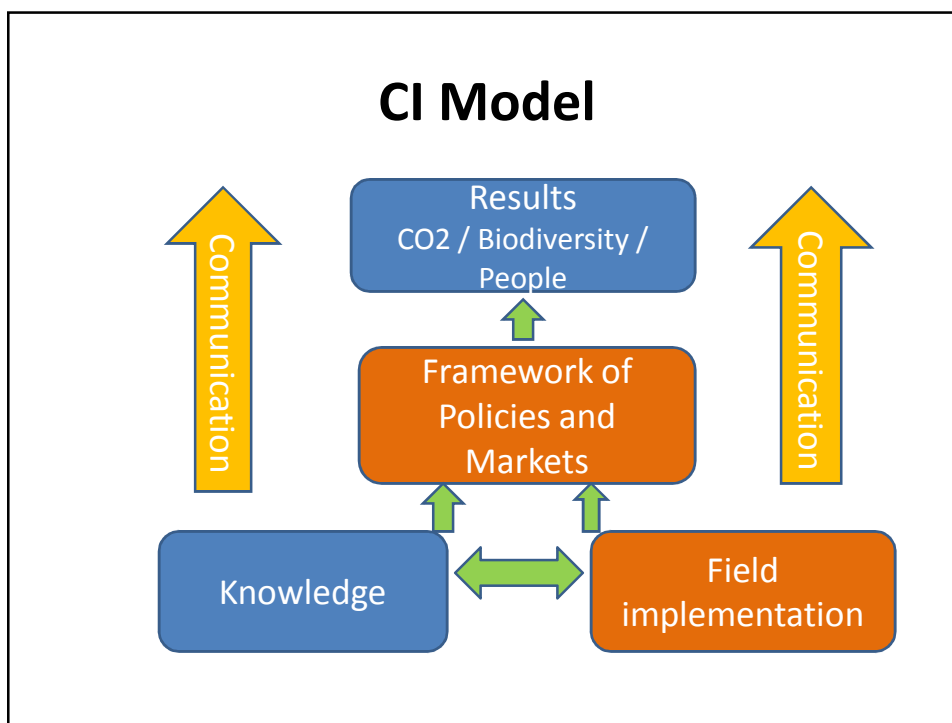 CI Model
Results
CO2 / Biodiversity /
People
Communication
Communication
Framework of
Policies and
Markets
Knowledge
Field
implementation